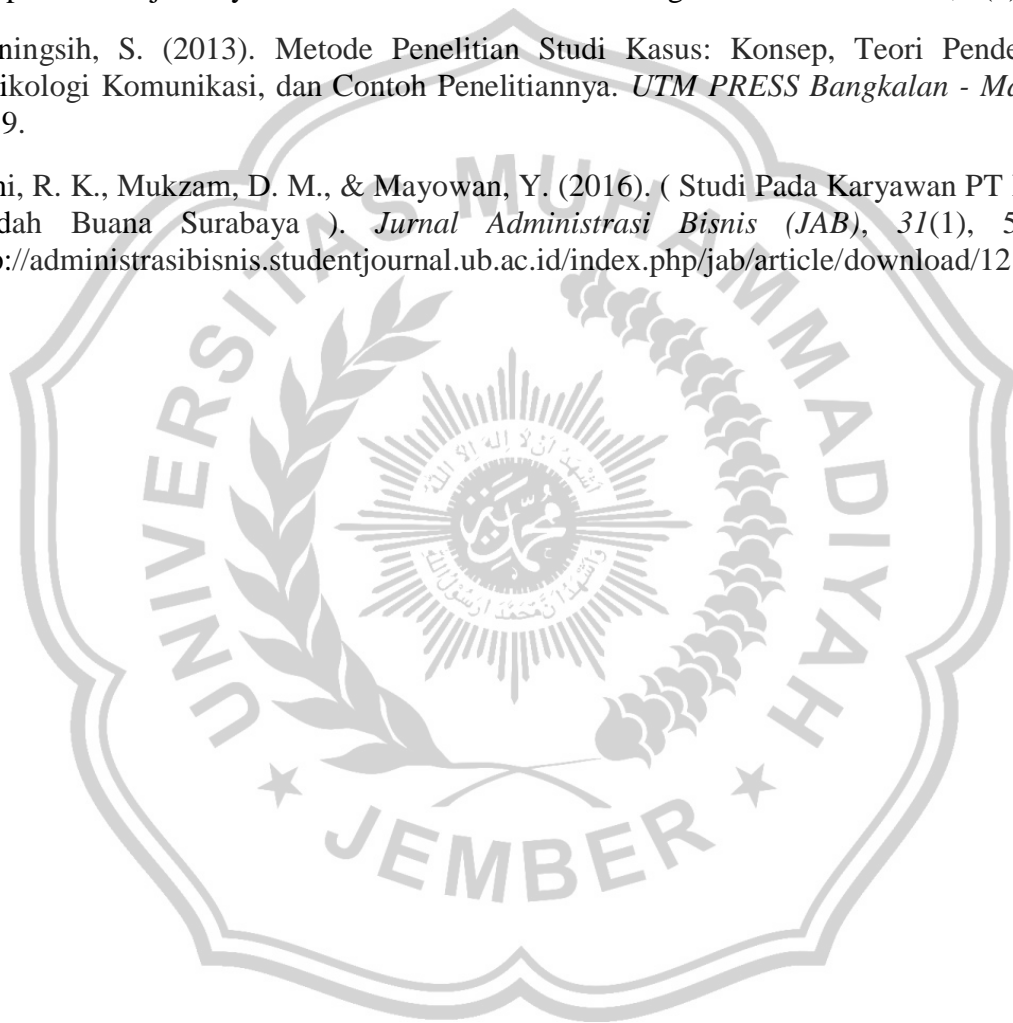 ningsih, S. (2013). Metode Penelitian Studi Kasus: Konsep, Teori Pende
ikologi Komunikasi, dan Contoh Penelitiannya. UTM PRESS Bangkalan - Ma
9.
ni, R. K., Mukzam, D. M., & Mayowan, Y. (2016). ( Studi Pada Karyawan PT
dah Buana Surabaya ). Jurnal Administrasi Bisnis (JAB), 31(1), 5
://administrasibisnis.studentjournal.ub.ac.id/index.php/jab/article/download/12
UNIVERSITAS MUHAMMADIYAH
JEMBER